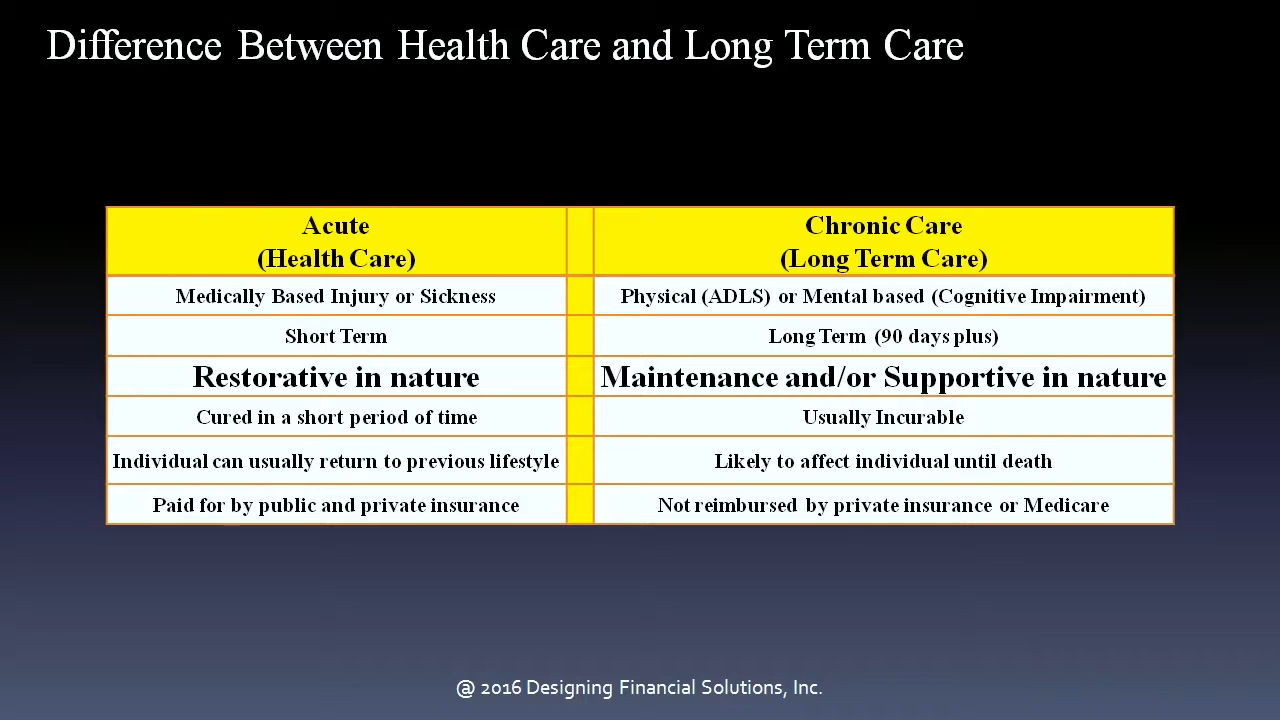 Difference Between Health Care and Long Term Care
Acute
(Health Care)
Chronic Care
(Long Term Care)
Medically Based Injury or Sickness
Physical (ADLS) or Mental based (Cognitive Impairment)
Short Term
Long Term (90 days plus)
Restorative in nature
Maintenance and/or Supportive in nature
Cured in a short period of time
Usually Incurable
Individual can usually return to previous lifestyle
Likely to affect individual until death
Paid for by public and private insurance
Not reimbursed by private insurance or Medicare
@ 2016 Designing Financial Solutions, Inc.